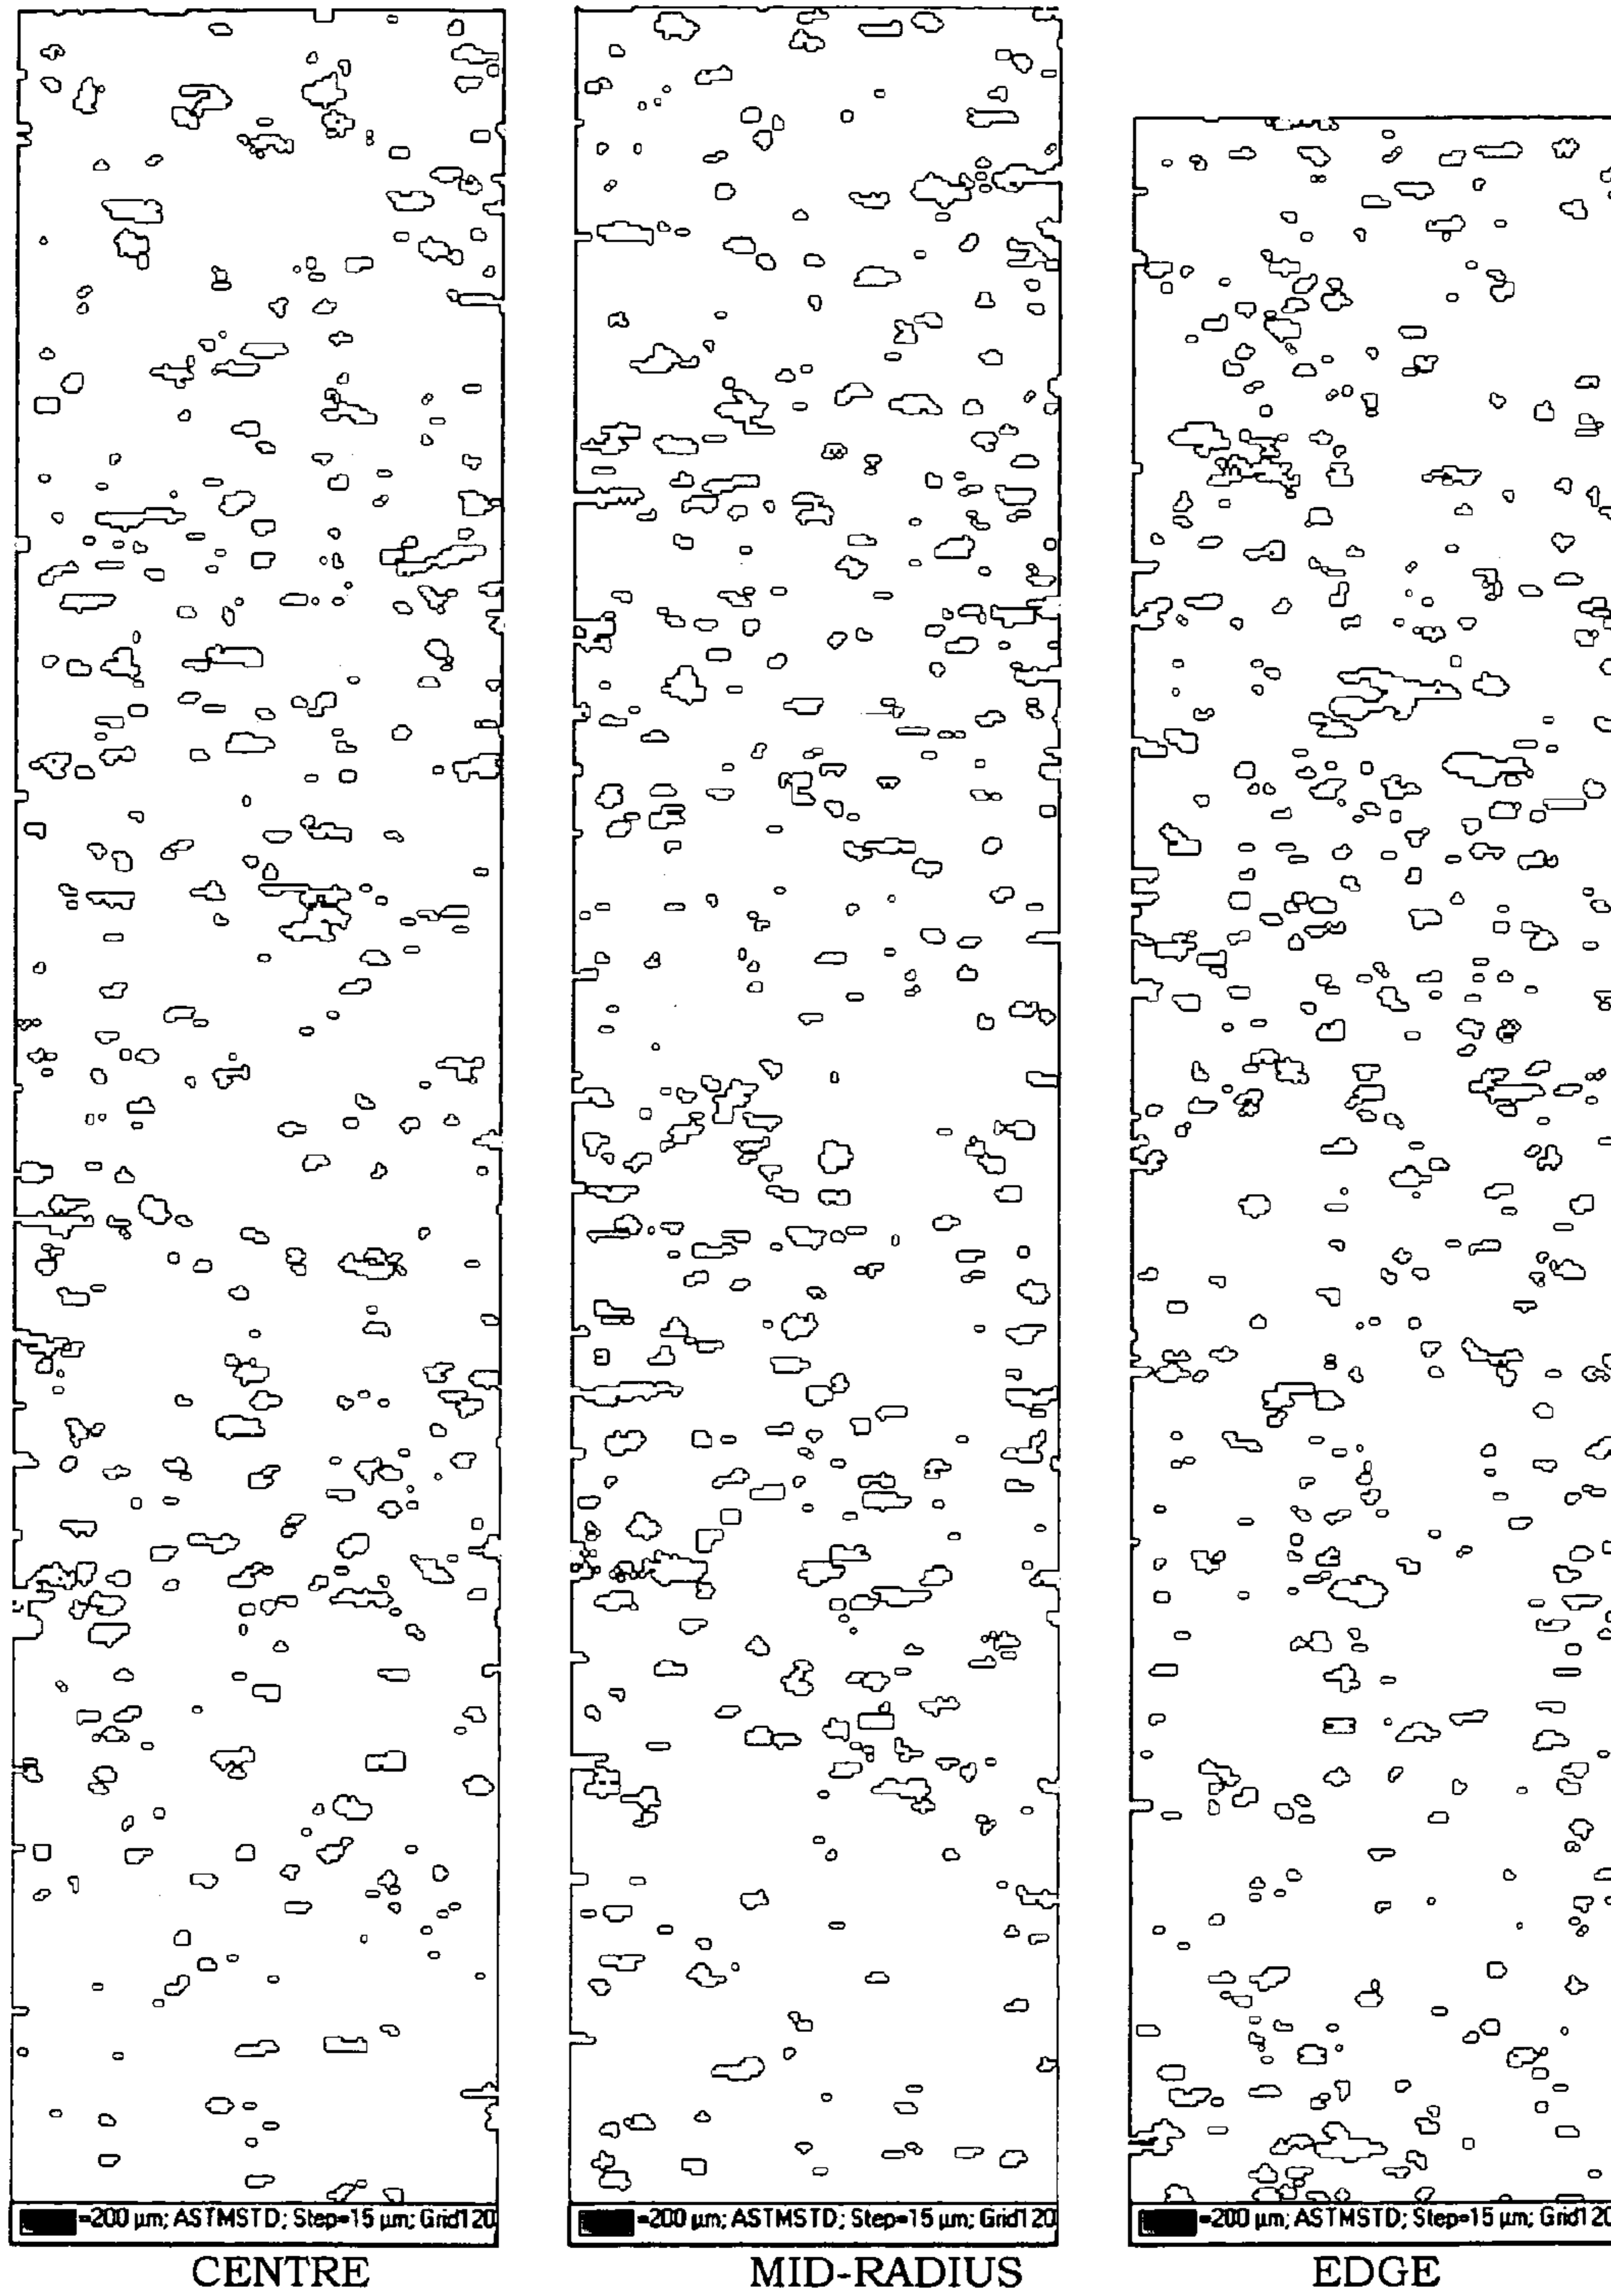 =200 µm; ASTMSTD; Step=15 µm; Grid120
=200 µm; ASTMSTD; Step=15 µm; Grid120
=200 µm; ASTMSTD; Step=15 µm; Grid120
CENTRE
MID-RADIUS
EDGE